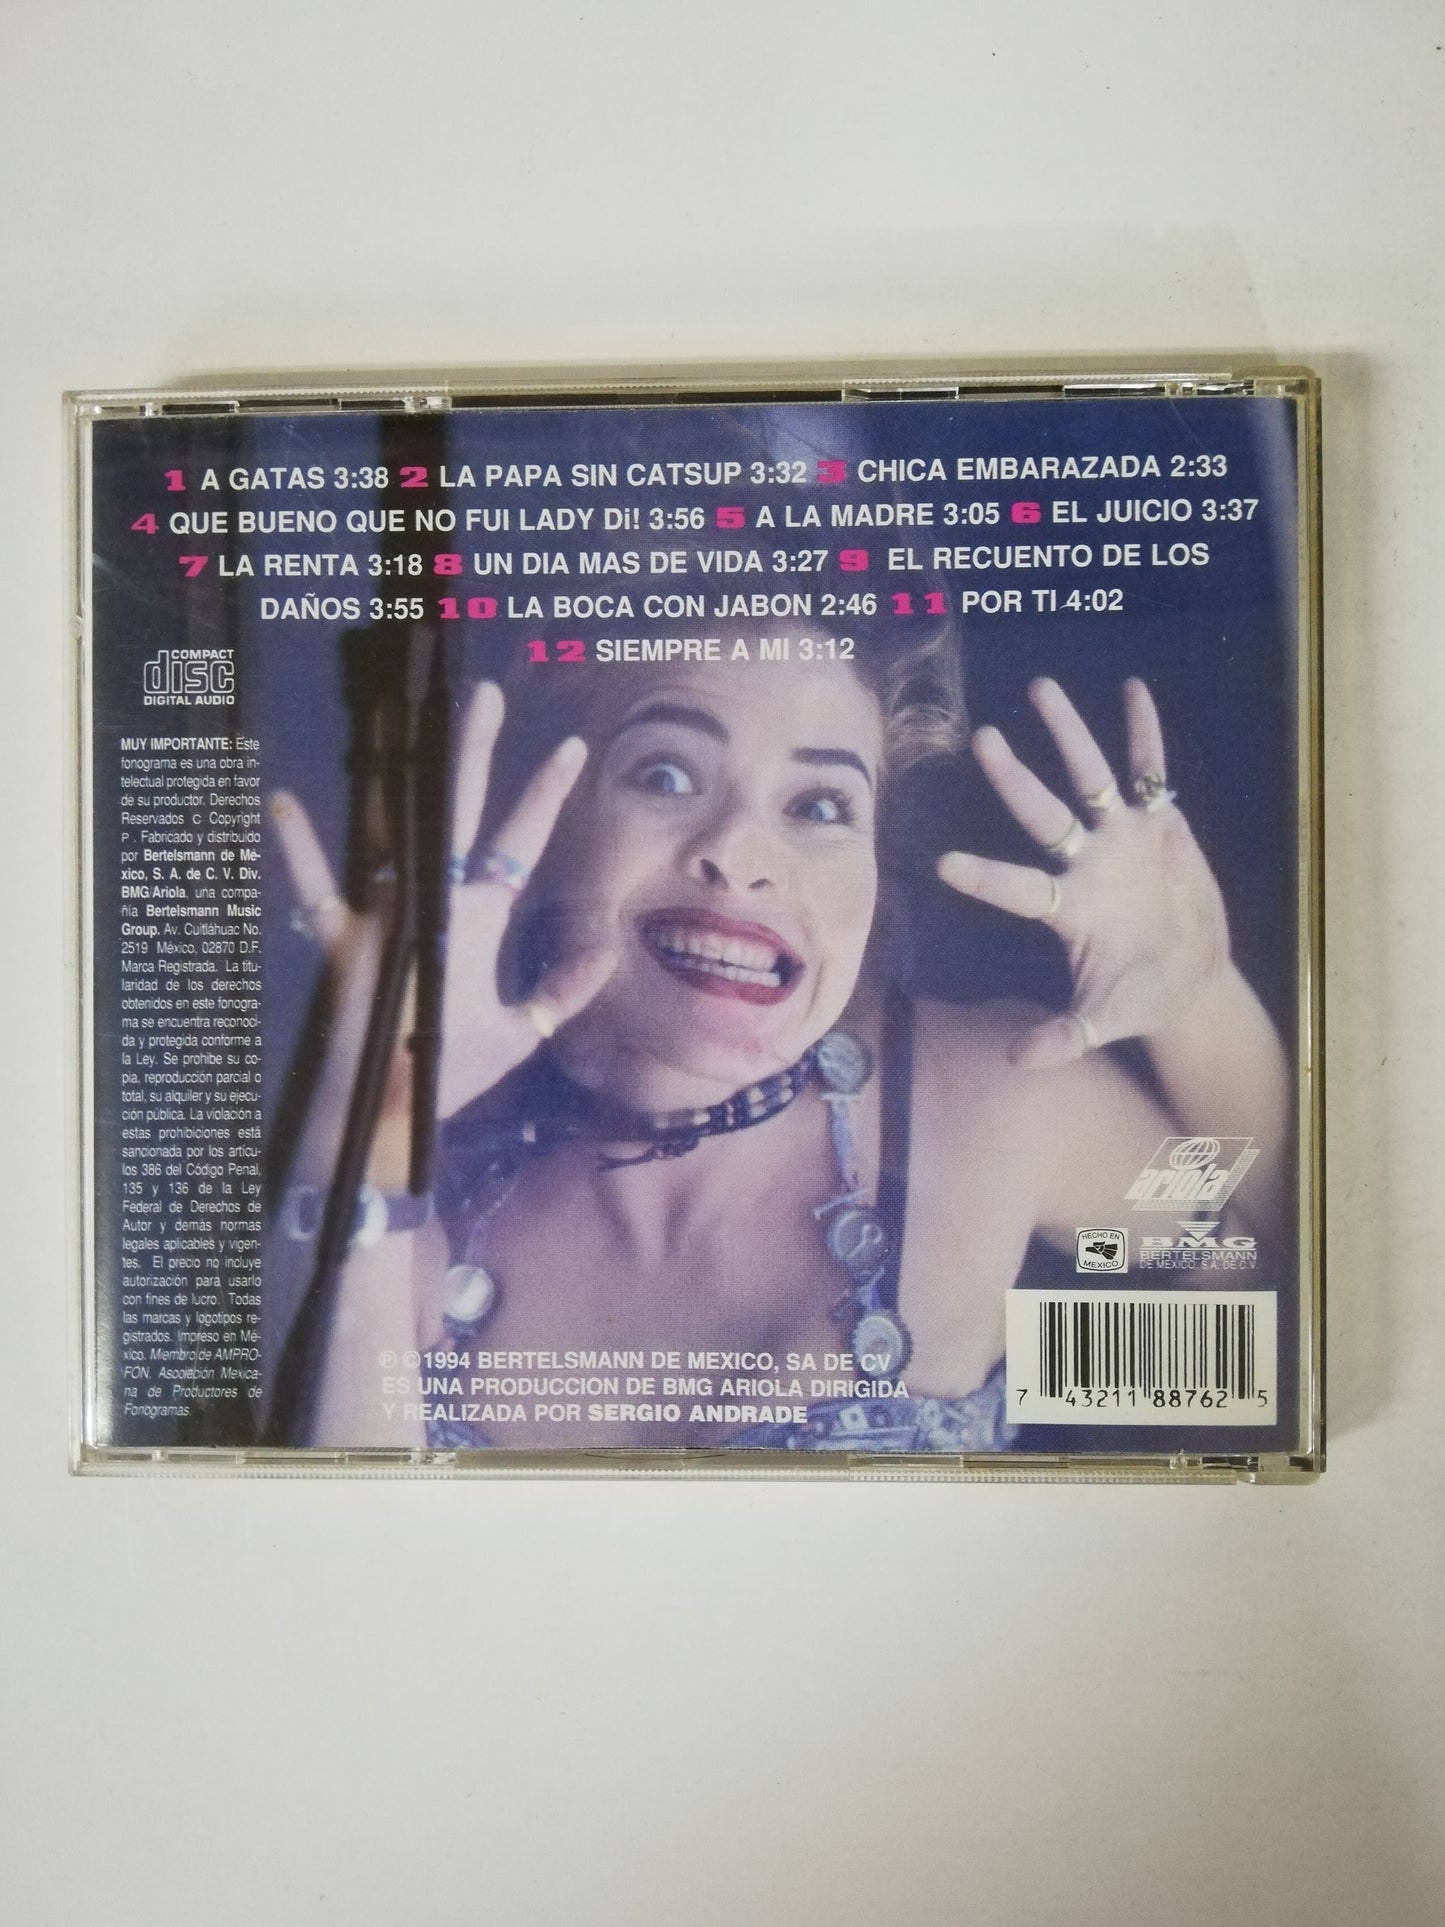 1 A GATAS 3:38 2 LA PAPA SIN CATSUP 3:32 3 CHICA EMBARAZADA 2:33
4 QUE BUENO QUE NO FUI LADY Di! 3:56 5 A LA MADRE 3:05 6 EL JUICIO 3:37
7 LA RENTA 3:18 8 UN DIA MAS DE VIDA 3:27 9 EL RECUENTO DE LOS
DAÑOS 3:55 10 LA BOCA CON JABON 2:46 11 POR TI 4:02
12 SIEMPRE A MI 3:12
COMPACT
disc
DIGITAL AUDIO
MUY IMPORTANTE: Este
fonograma es una obra in-
telectual protegida en favor
de su productor. Derechos
Reservados C Copyright
P . Fabricado y distribuido
por Bertelsmann de Mé-
xico, S. A. de C. V. Div.
BMG/Ariola, una compa-
ñía Bertelsmann Music
Group. Av. Cuitláhuac No.
2519 México, 02870 D.F.
Marca Registrada. La titu-
laridad de los derechos
obtenidos en este fonogra-
ma se encuentra reconoci-
da y protegida conforme a
la Ley. Se prohibe su co-
pia, reproducción parcial o
total, su alquiler y su ejecu-
ción pública. La violación a
estas prohibiciones está
sancionada por los artícu-
los 386 del Código Penal,
135 y 136 de la Ley
Federal de Derechos de
Autor y demás normas
legales aplicables y vigen-
tes. El precio no incluye
autorización para usarlo
con fines de lucro. Todas
las marcas y logotipos re-
gistrados. Impreso en Mé-
xico. Miembro de AMPRO-
FON, Asociación Mexica-
na de Productores de
Fonogramas.
ariola
HECHO EN
MEXICO
BMG
BERTELSMANN
DE MEXICO, S.A. DE C.V.
℗ ©1994 BERTELSMANN DE MEXICO, SA DE CV
ES UNA PRODUCCION DE BMG ARIOLA DIRIGIDA
Y REALIZADA POR SERGIO ANDRADE
7 43211 88762 5